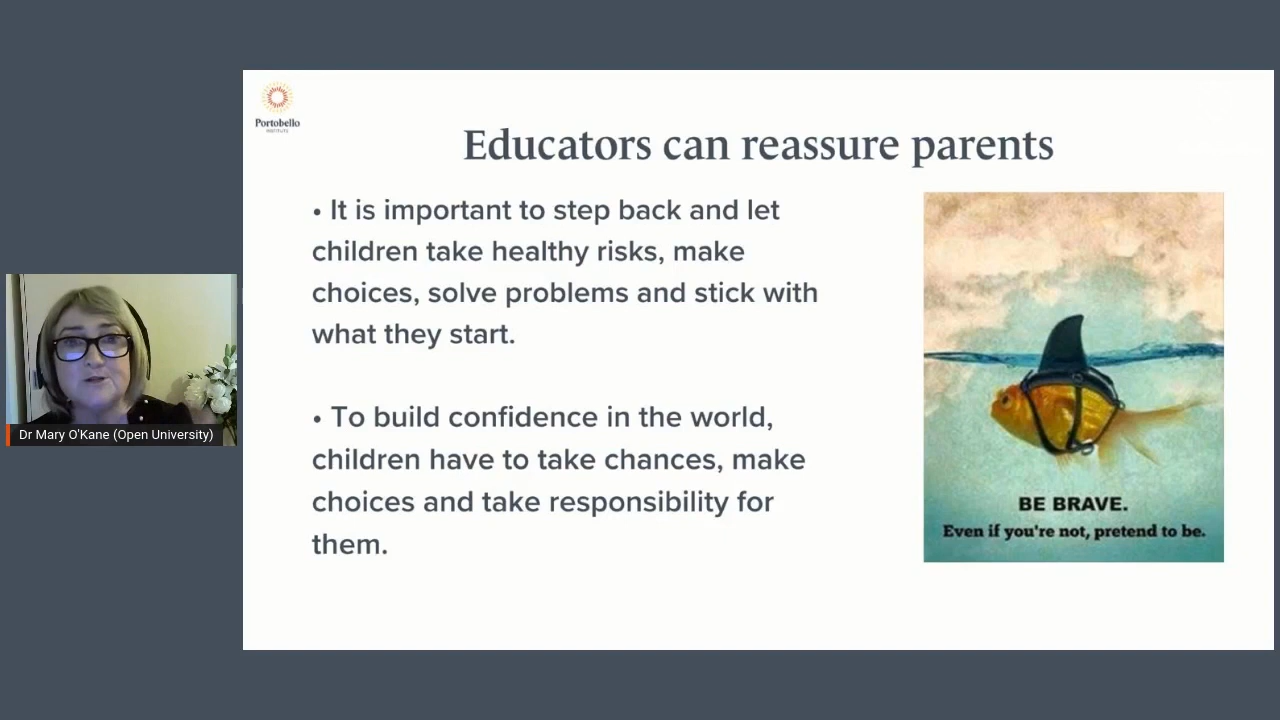 Portobello
INSTITUTE
Educators can reassure parents
• It is important to step back and let
children take healthy risks, make
choices, solve problems and stick with
what they start.
• To build confidence in the world,
children have to take chances, make
choices and take responsibility for
them.
BE BRAVE.
Even if you're not, pretend to be.
Dr Mary O'Kane (Open University)